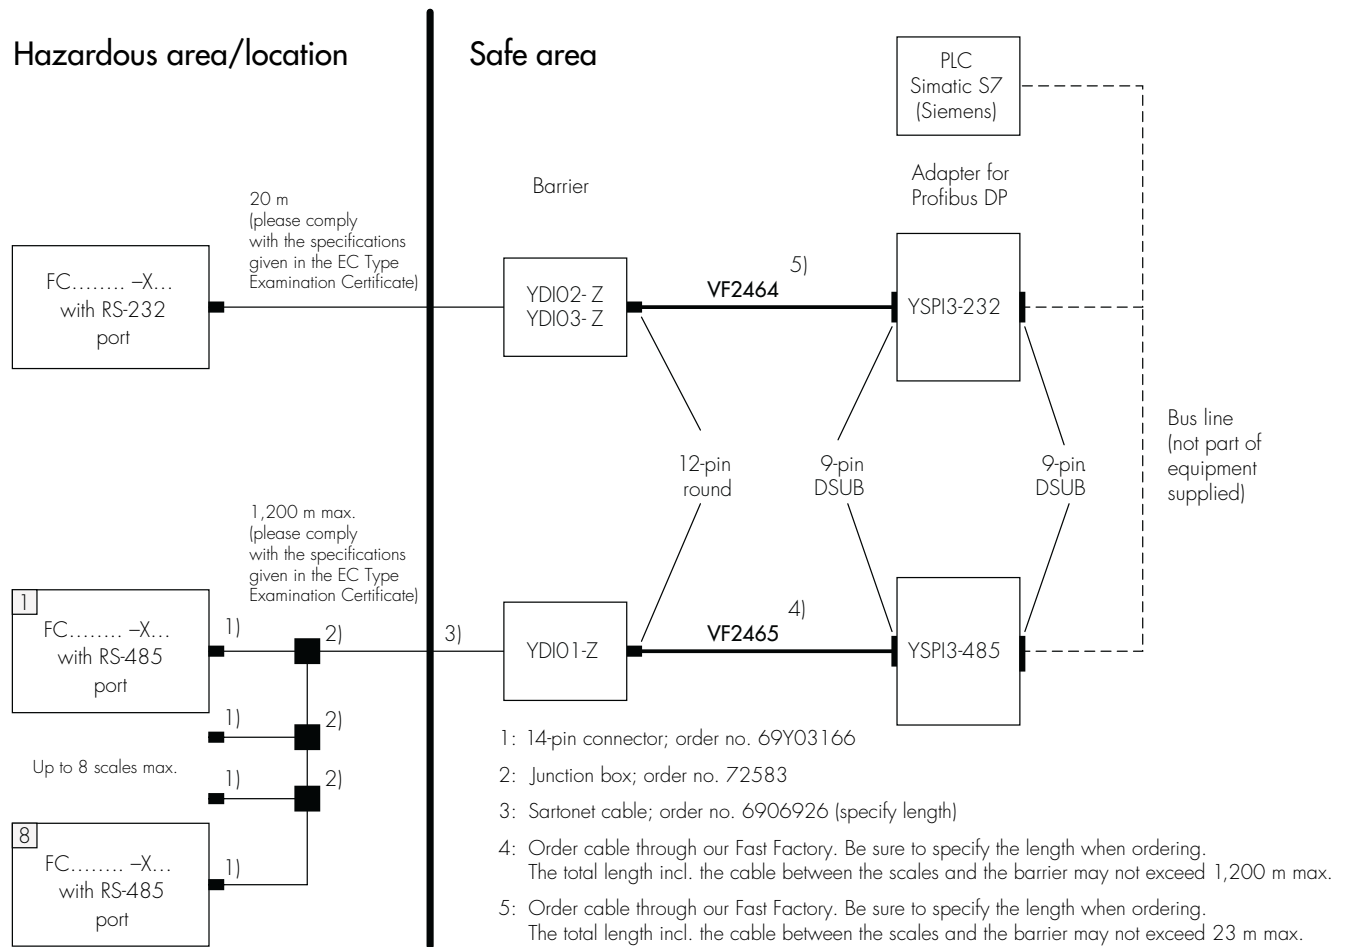 Hazardous area/location
Safe area
PLC
Simatic S7
(Siemens)
Barrier
Adapter for
Profibus DP
20 m
(please comply
with the specifications
given in the EC Type
Examination Certificate)
FC........ –X...
with RS-232
port
YDI02- Z
YDI03- Z
5)
VF2464
YSPI3-232
12-pin
round
9-pin
DSUB
9-pin
DSUB
Bus line
(not part of
equipment
supplied)
1,200 m max.
(please comply
with the specifications
given in the EC Type
Examination Certificate)
1
FC........ –X...
with RS-485
port
1)
2)
3)
YDI01-Z
4)
VF2465
YSPI3-485
1)
2)
Up to 8 scales max.
1)
2)
8
FC........ –X...
with RS-485
port
1)
1: 14-pin connector; order no. 69Y03166
2: Junction box; order no. 72583
3: Sartonet cable; order no. 6906926 (specify length)
4: Order cable through our Fast Factory. Be sure to specify the length when ordering.
The total length incl. the cable between the scales and the barrier may not exceed 1,200 m max.
5: Order cable through our Fast Factory. Be sure to specify the length when ordering.
The total length incl. the cable between the scales and the barrier may not exceed 23 m max.